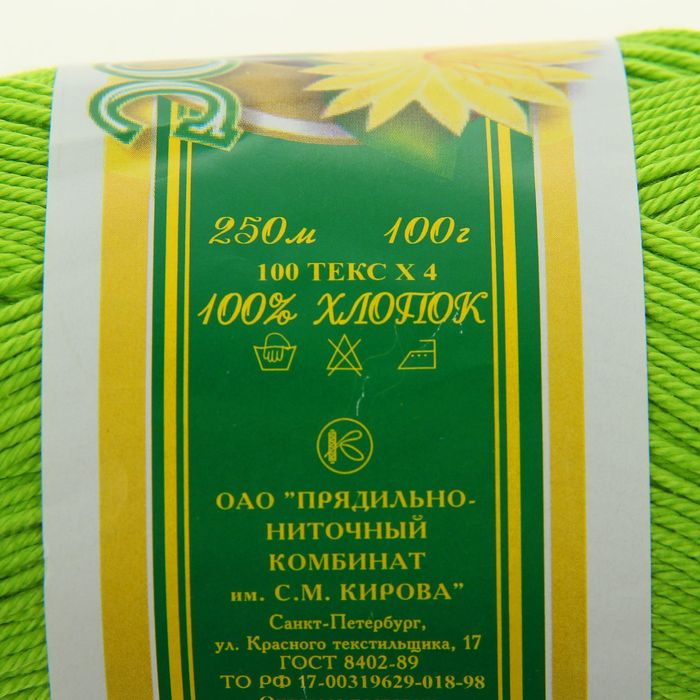 250м 100г
100 ТЕКС X 4
100% ХЛОПОК
К
ОАО "ПРЯДИЛЬНО-
НИТОЧНЫЙ
КОМБИНАТ
им. С.М. КИРОВА"
Санкт-Петербург,
ул. Красного текстильщика, 17
ГОСТ 8402-89
ТО РФ 17-00319629-018-98